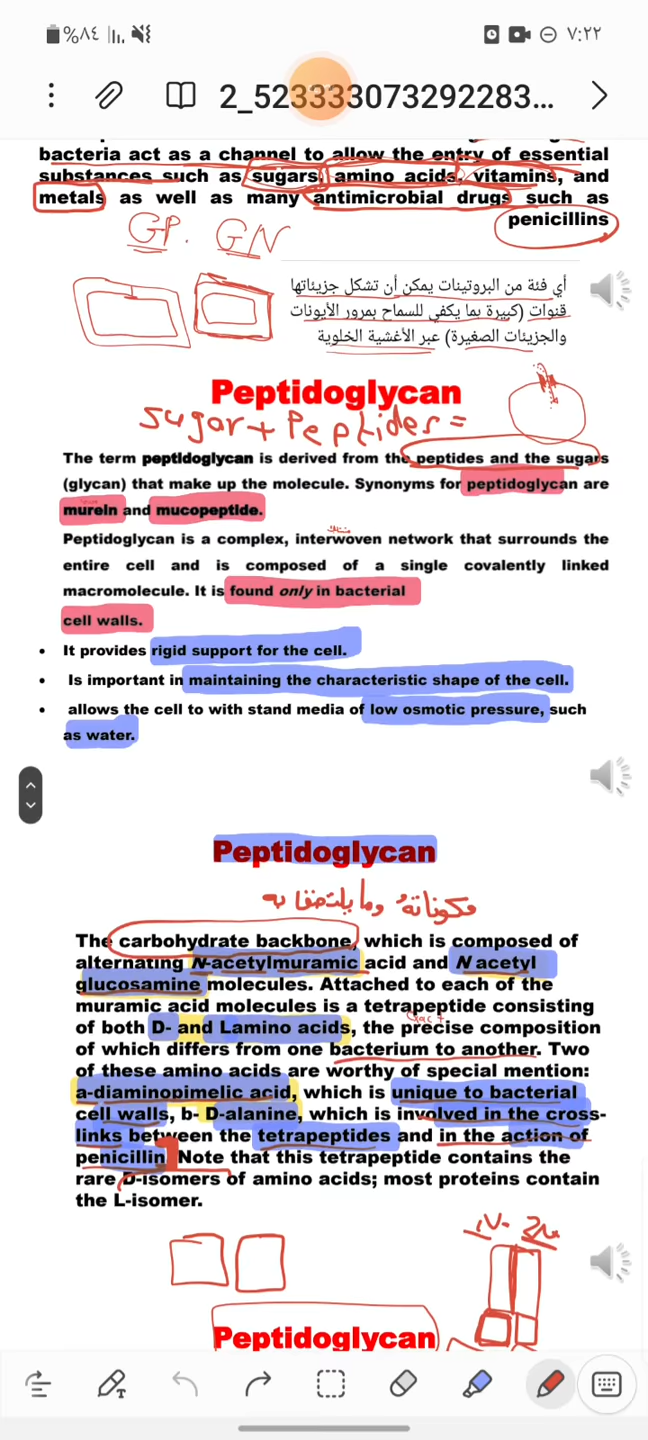 %٨٤
٧:٢٢
2_523333073292283...
bacteria act as a channel to allow the entry of essential
substances such as sugars, amino acids, vitamins, and
metals as well as many antimicrobial drugs such as
penicillins
GP. GN
أي فئة من البروتينات يمكن أن تشكل جزيئاتها
قنوات (كبيرة بما يكفي للسماح بمرور الأيونات
والجزيئات الصغيرة) عبر الأغشية الخلوية
Peptidoglycan
Sugar + Peptides =
The term peptidoglycan is derived from the peptides and the sugars
(glycan) that make up the molecule. Synonyms for peptidoglycan are
murein and mucopeptide.
Peptidoglycan is a complex, interwoven network that surrounds the
entire cell and is composed of a single covalently linked
macromolecule. It is found only in bacterial
cell walls.
• It provides rigid support for the cell.
• Is important in maintaining the characteristic shape of the cell.
• allows the cell to with stand media of low osmotic pressure, such
as water.
Peptidoglycan
مكوناته وما يلتصق به
The carbohydrate backbone, which is composed of
alternating N-acetylmuramic acid and N acetyl
glucosamine molecules. Attached to each of the
muramic acid molecules is a tetrapeptide consisting
of both D- and Lamino acids, the precise composition
of which differs from one bacterium to another. Two
of these amino acids are worthy of special mention:
a-diaminopimelic acid, which is unique to bacterial
cell walls, b- D-alanine, which is involved in the cross-
links between the tetrapeptides and in the action of
penicillin. Note that this tetrapeptide contains the
rare D-isomers of amino acids; most proteins contain
the L-isomer.
Peptidoglycan